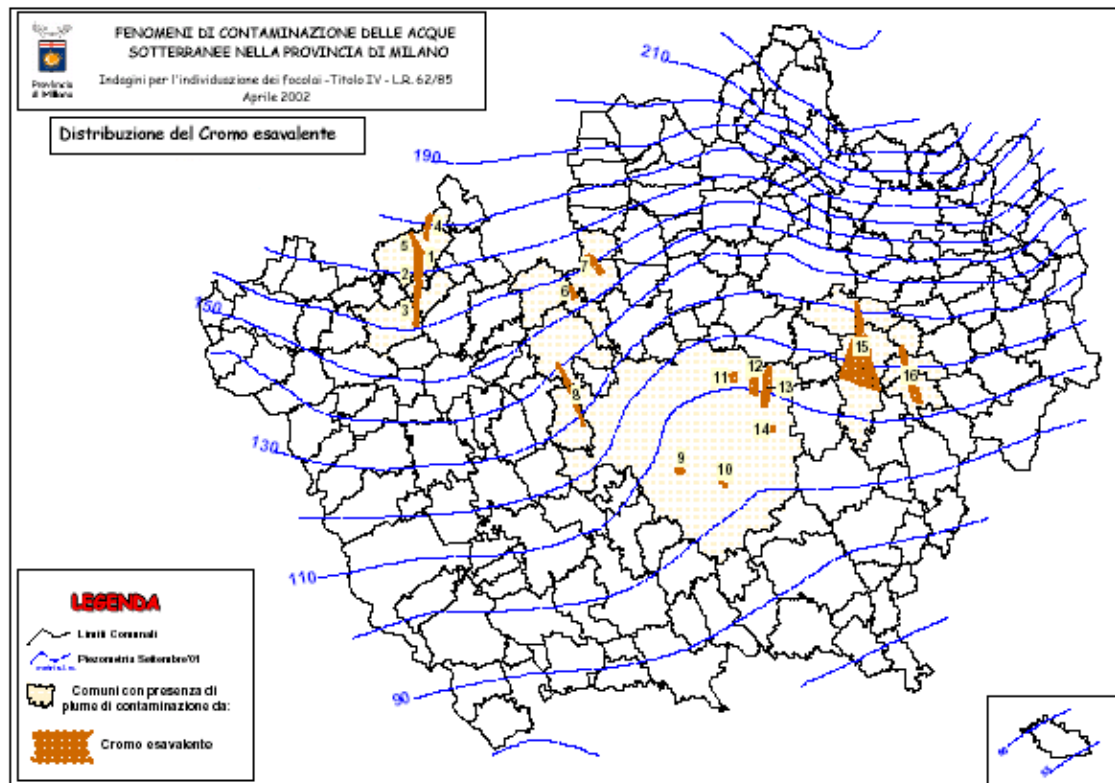 FENOMENI DI CONTAMINAZIONE DELLE ACQUE
SOTTERRANEE NELLA PROVINCIA DI MILANO
Indagini per l'individuazione dei focolai -Titolo IV - L.R. 62/85
Aprile 2002
Provincia
di Milano
Distribuzione del Cromo esavalente
210
190
4
5
2
7
6
3
150
15
12
11
13
16
8
14
130
9
10
110
90
LEGENDA
Limiti Comunali
Piezometria Settembre'01
metri s.l.m.
Comuni con presenza di
plume di contaminazione da:
Cromo esavalente